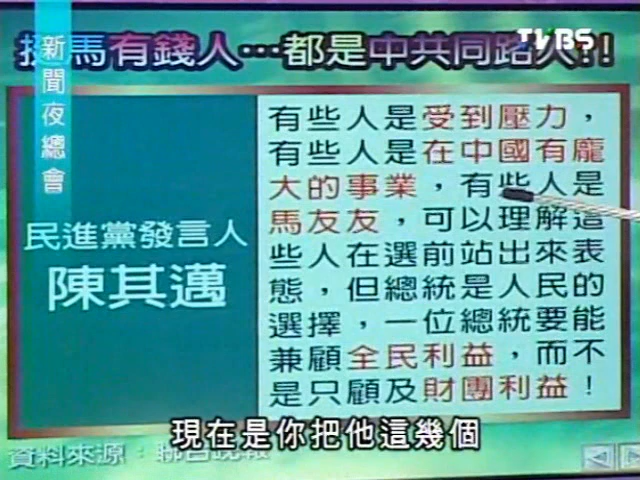 TVBS
挺馬有錢人…都是中共同路人?!
新聞夜總會
民進黨發言人
陳其邁
有些人是受到壓力，
有些人是在中國有龐
大的事業，有些人是
馬友友，可以理解這
些人在選前站出來表
態，但總統是人民的
選擇，一位總統要能
兼顧全民利益，而不
是只顧及財團利益！
資料來源：聯合晚報
現在是你把他這幾個